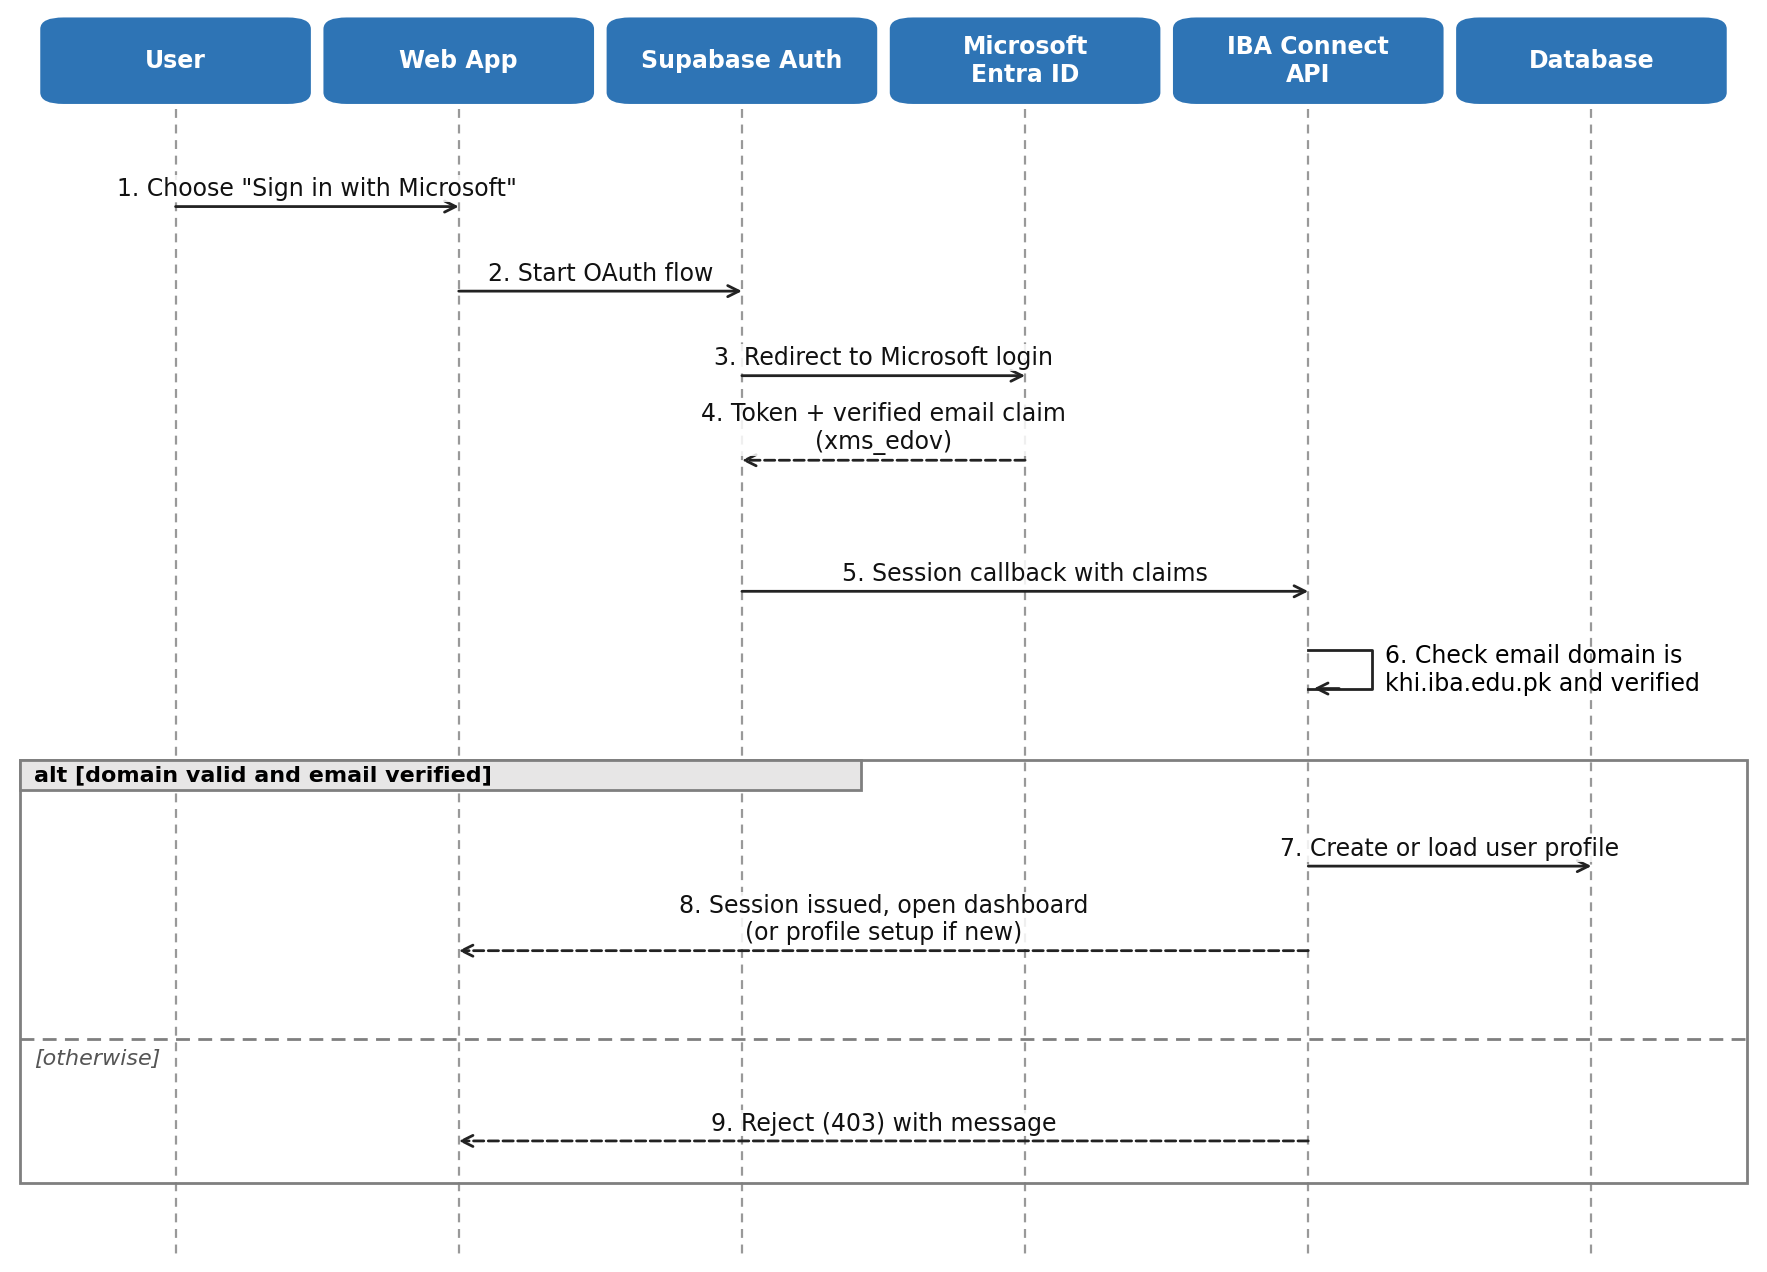 User
Web App
Supabase Auth
Microsoft
Entra ID
IBA Connect
API
Database
1. Choose "Sign in with Microsoft"
2. Start OAuth flow
3. Redirect to Microsoft login
4. Token + verified email claim
(xms_edov)
5. Session callback with claims
6. Check email domain is
khi.iba.edu.pk and verified
alt [domain valid and email verified]
7. Create or load user profile
8. Session issued, open dashboard
(or profile setup if new)
[otherwise]
9. Reject (403) with message